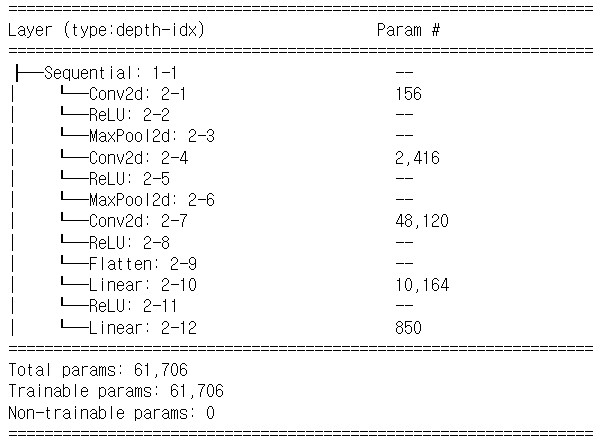 ==========================================================================================
Layer (type:depth-idx)                   Param #
==========================================================================================
├──Sequential: 1-1                       --
│    └──Conv2d: 2-1                      156
│    └──ReLU: 2-2                        --
│    └──MaxPool2d: 2-3                   --
│    └──Conv2d: 2-4                      2,416
│    └──ReLU: 2-5                        --
│    └──MaxPool2d: 2-6                   --
│    └──Conv2d: 2-7                      48,120
│    └──ReLU: 2-8                        --
│    └──Flatten: 2-9                     --
│    └──Linear: 2-10                     10,164
│    └──ReLU: 2-11                       --
│    └──Linear: 2-12                     850
==========================================================================================
Total params: 61,706
Trainable params: 61,706
Non-trainable params: 0
==========================================================================================